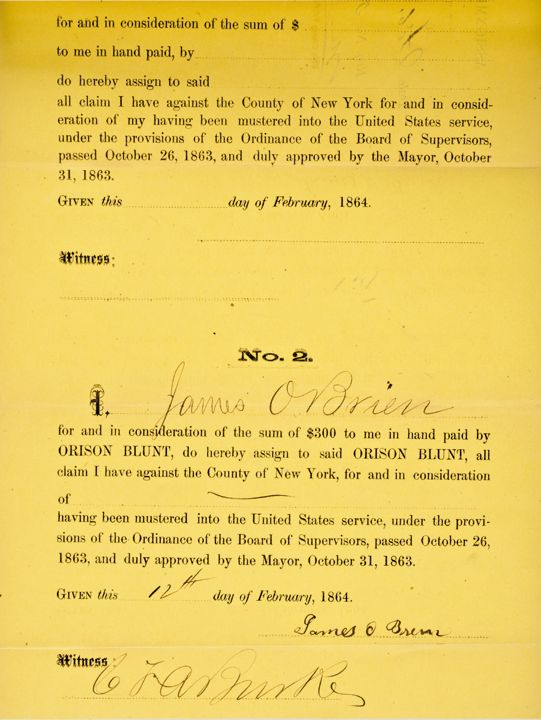 for and in consideration of the sum of $
to me in hand paid, by
do hereby assign to said
all claim I have against the County of New York for and in consid-
eration of my having been mustered into the United States service,
under the provisions of the Ordinance of the Board of Supervisors,
passed October 26, 1863, and duly approved by the Mayor, October
31, 1863.
GIVEN this day of February, 1864.
Witness:
No. 2.
I, James O'Brien
for and in consideration of the sum of $300 to me in hand paid by
ORISON BLUNT, do hereby assign to said ORISON BLUNT, all
claim I have against the County of New York, for and in consideration
of
having been mustered into the United States service, under the provi-
sions of the Ordinance of the Board of Supervisors, passed October 26,
1863, and duly approved by the Mayor, October 31, 1863.
GIVEN this 12th day of February, 1864.
James O Brien
Witness: